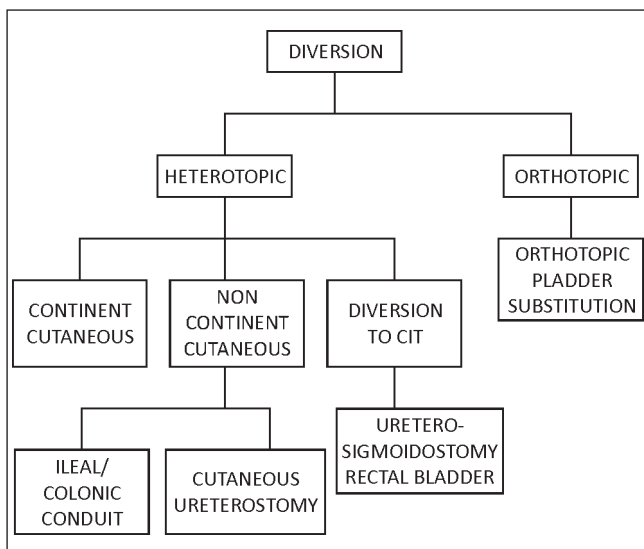 DIVERSION
HETEROTOPIC
ORTHOTOPIC
CONTINENT
CUTANEOUS
NON
CONTINENT
CUTANEOUS
DIVERSION
TO CIT
ORTHOTOPIC
PLADDER
SUBSTITUTION
ILEAL/
COLONIC
CONDUIT
CUTANEOUS
URETEROSTOMY
URETERO-
SIGMOIDOSTOMY
RECTAL BLADDER